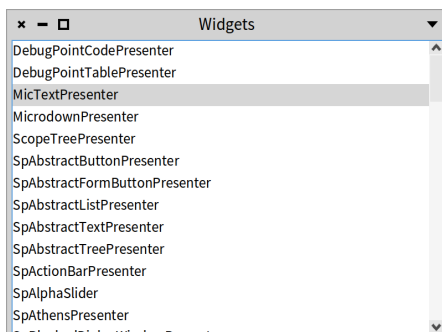 Widgets
DebugPointCodePresenter
DebugPointTablePresenter
MicTextPresenter
MicrodownPresenter
ScopeTreePresenter
SpAbstractButtonPresenter
SpAbstractFormButtonPresenter
SpAbstractListPresenter
SpAbstractTextPresenter
SpAbstractTreePresenter
SpActionBarPresenter
SpAlphaSlider
SpAthensPresenter